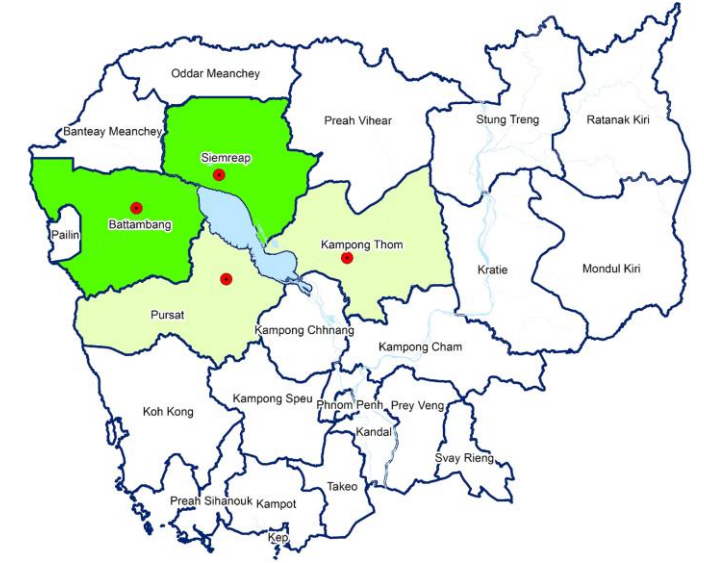 Oddar Meanchey
Preah Vihear
Stung Treng
Ratanak Kiri
Banteay Meanchey
Siemreap
Battambang
Pailin
Kampong Thom
Kratie
Mondul Kiri
Pursat
Kampong Chhnang
Kampong Cham
Kampong Speu
Phnom Penh
Prey Veng
Koh Kong
Kandal
Svay Rieng
Takeo
Preah Sihanouk
Kampot
Kep